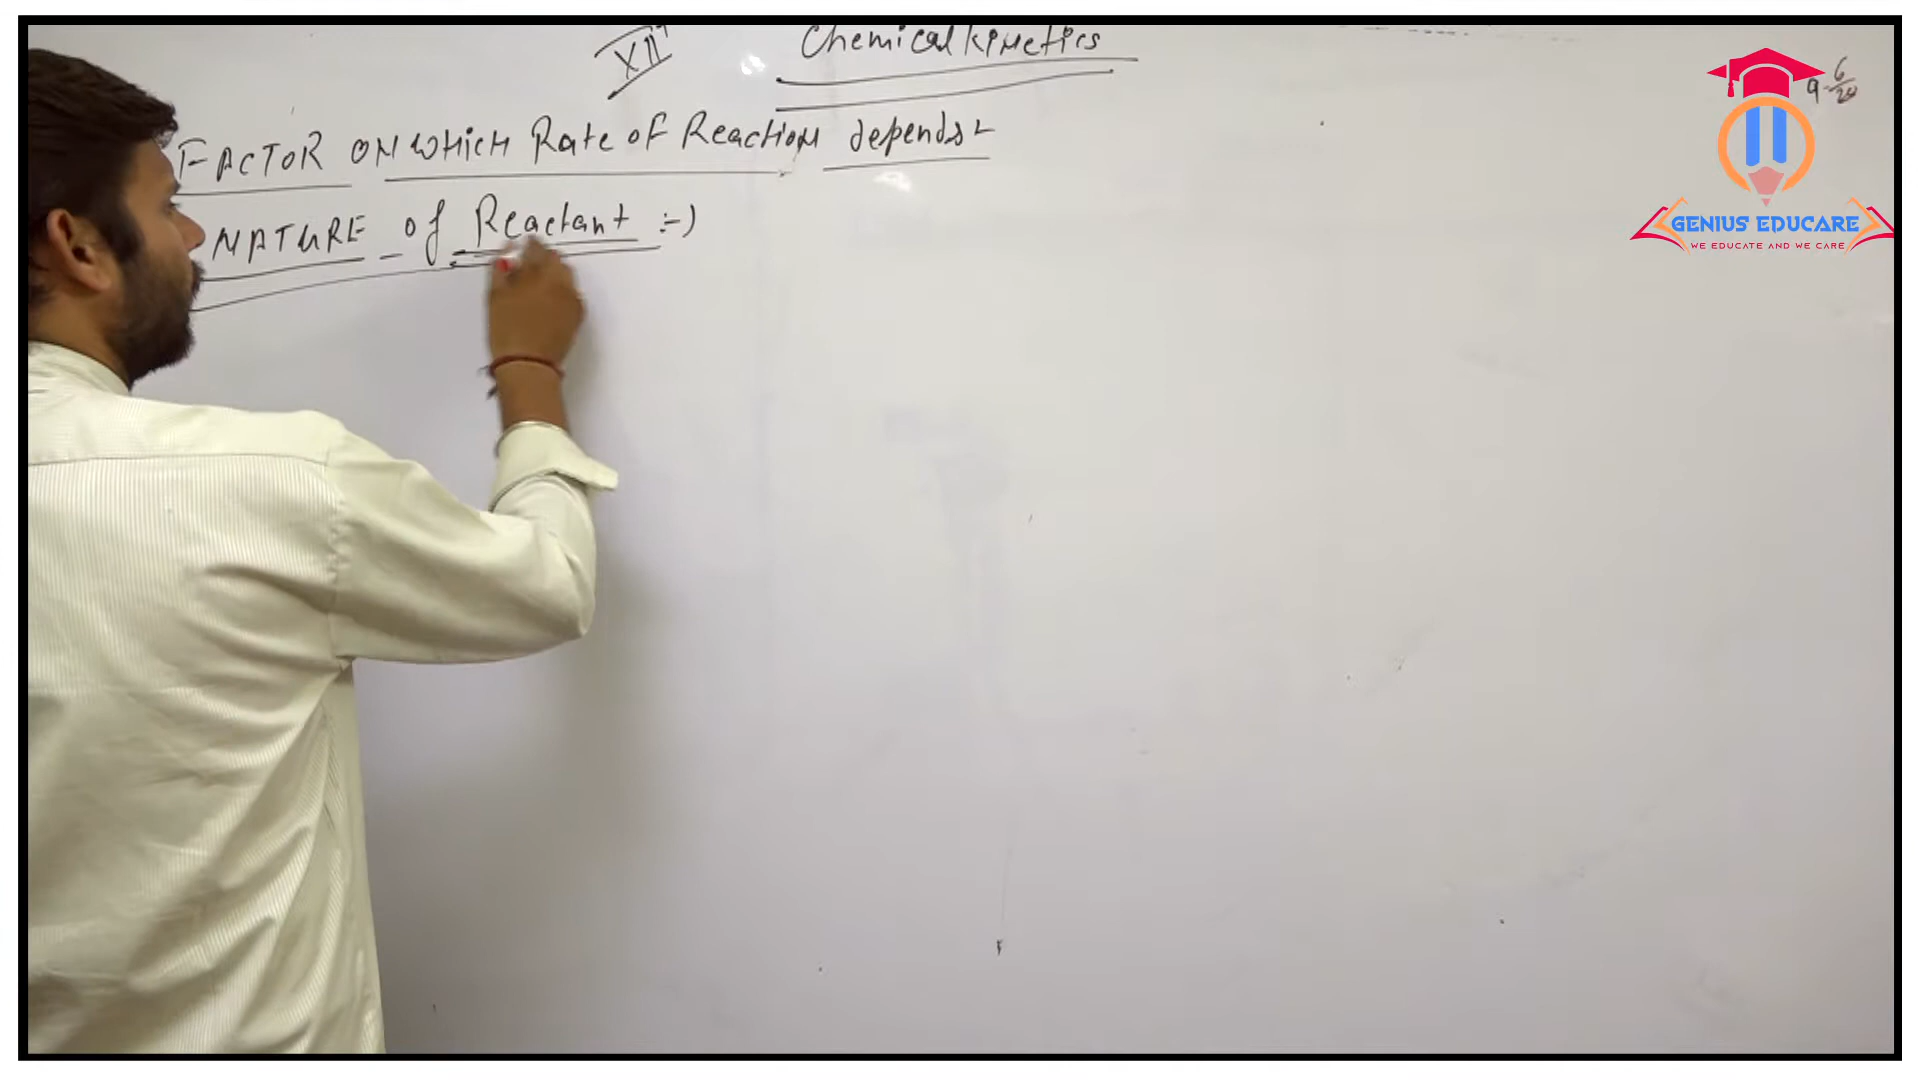 XII
Chemical kinetics
FACTOR ON WHICH Rate of Reaction depends
NATURE of Reactant :-)
GENIUS EDUCARE
WE EDUCATE AND WE CARE